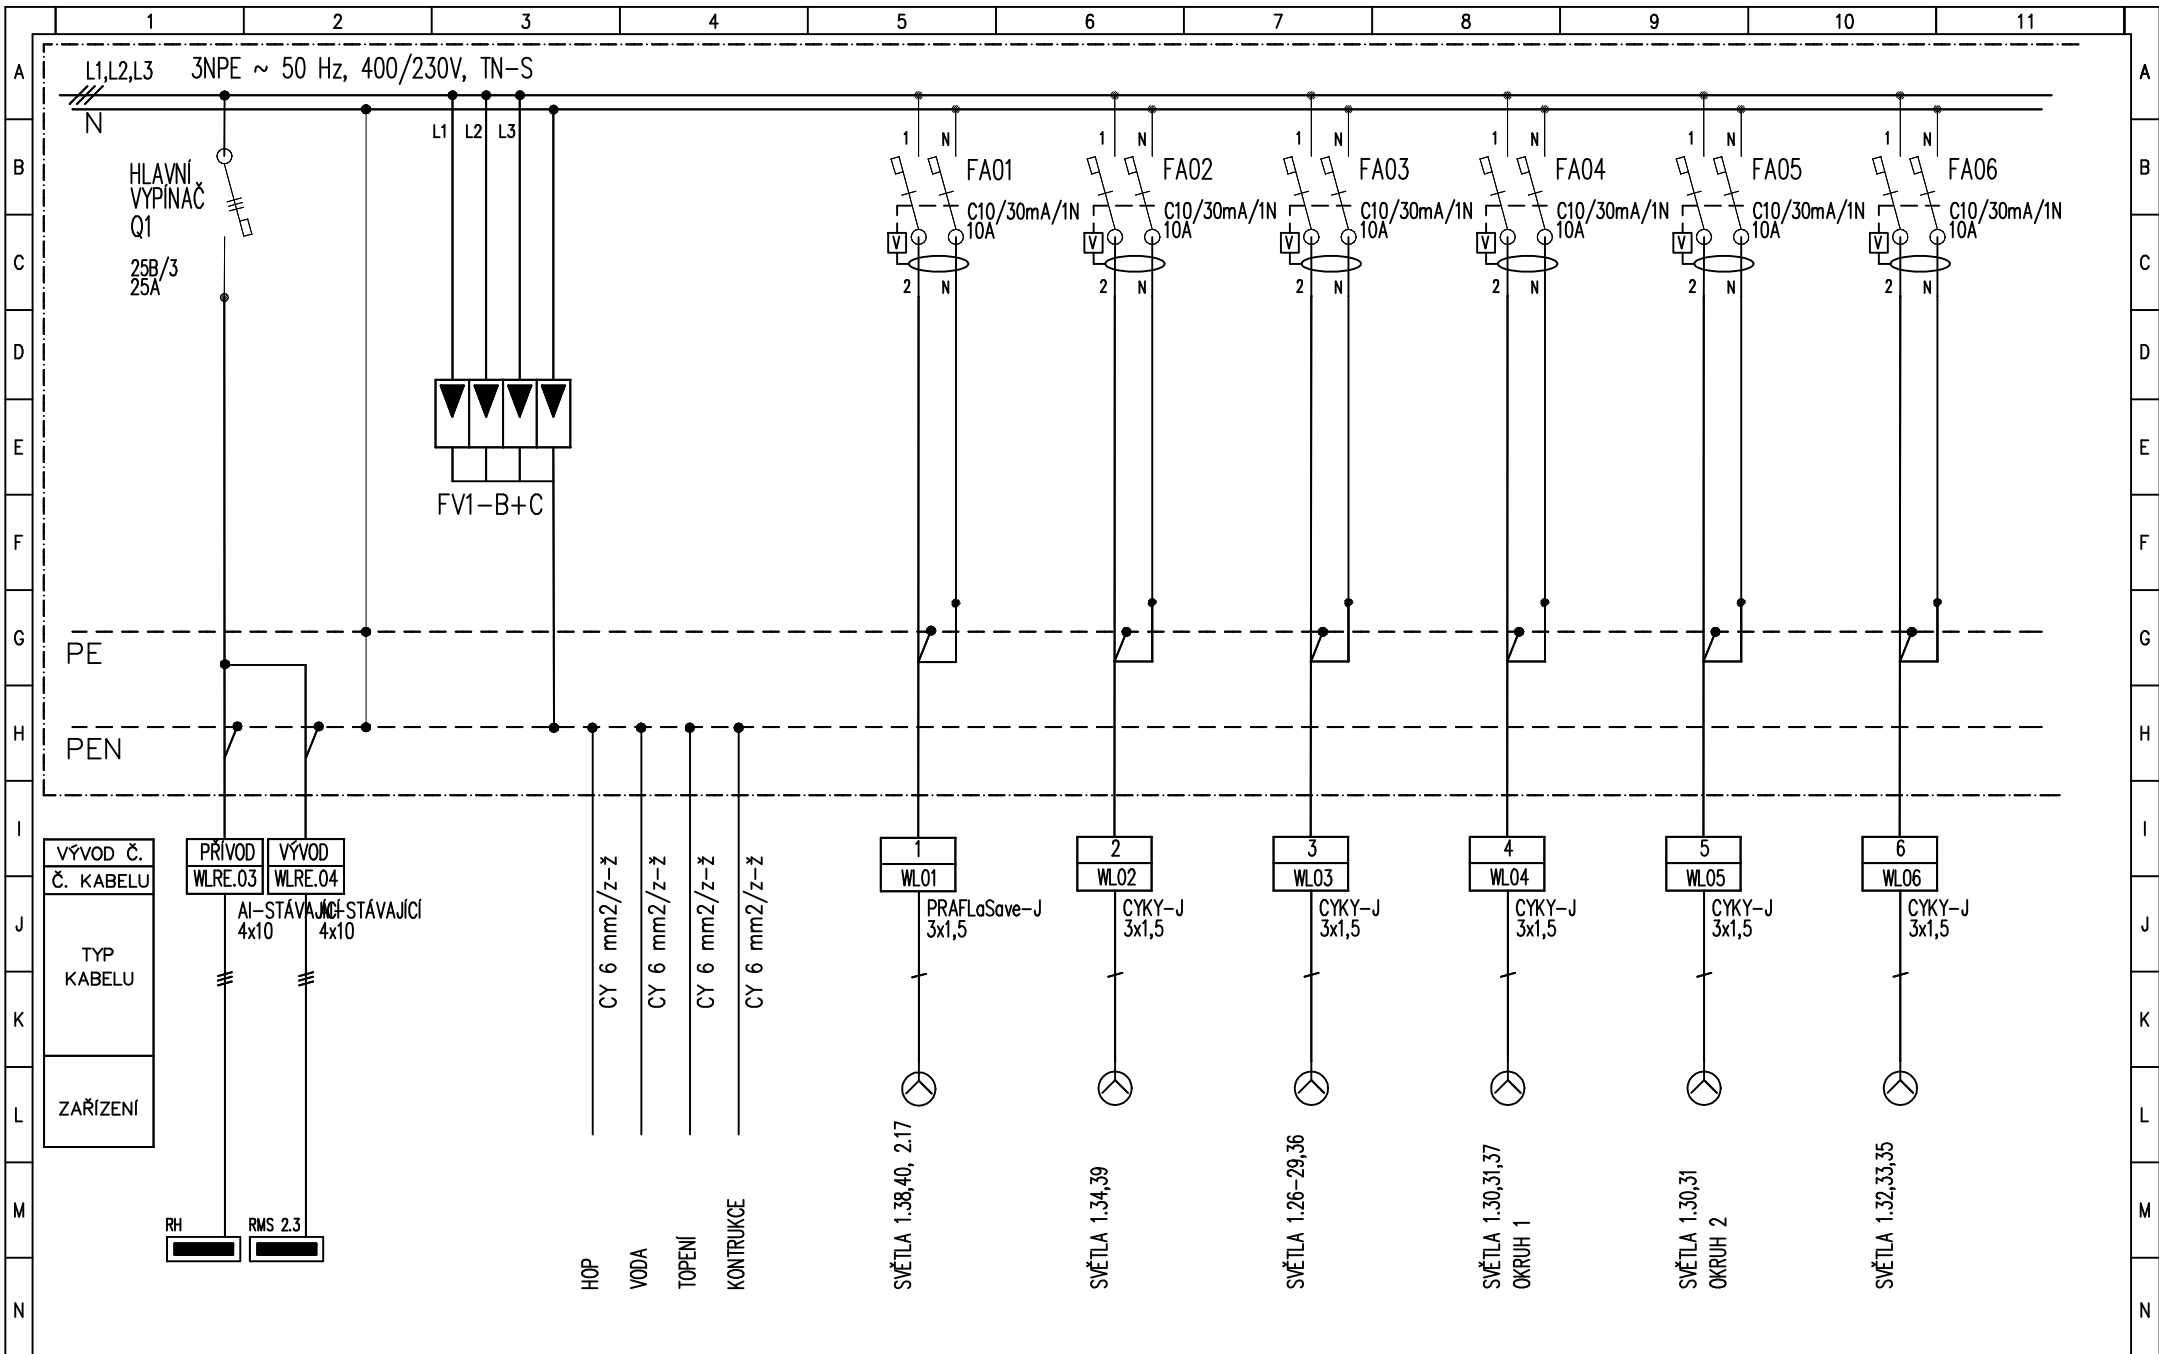 1 2 3 4 5 6 7 8 9 10 11
A A
L1,L2,L3 3NPE ~ 50 Hz, 400/230V, TN-S
N
L1 L2 L3
1 N 1 N 1 N 1 N 1 N 1 N
B B
HLAVNÍ
VYPÍNAČ
Q1
25B/3
25A
FA01
C10/30mA/1N
10A
FA02
C10/30mA/1N
10A
FA03
C10/30mA/1N
10A
FA04
C10/30mA/1N
10A
FA05
C10/30mA/1N
10A
FA06
C10/30mA/1N
10A
V V V V V V
C C
2 N 2 N 2 N 2 N 2 N 2 N
D D
E E
FV1-B+C
F F
G G
PE
H H
PEN
I I
VÝVOD Č.
Č. KABELU
TYP
KABELU
ZAŘÍZENÍ
PŘÍVOD
WLRE.03
AI-STÁVAJÍCÍ
4x10
VÝVOD
WLRE.04
AI-STÁVAJÍCÍ
4x10
CY 6 mm2/z-ž
CY 6 mm2/z-ž
CY 6 mm2/z-ž
CY 6 mm2/z-ž
1
WL01
PRAFLaSave-J
3x1,5
2
WL02
CYKY-J
3x1,5
3
WL03
CYKY-J
3x1,5
4
WL04
CYKY-J
3x1,5
5
WL05
CYKY-J
3x1,5
6
WL06
CYKY-J
3x1,5
J J
K K
L L
M M
RH
RMS 2.3
HOP
VODA
TOPENÍ
KONTRUKCE
SVĚTLA 1.38,40, 2.17
SVĚTLA 1.34,39
SVĚTLA 1.26-29,36
SVĚTLA 1.30,31,37
OKRUH 1
SVĚTLA 1.30,31
OKRUH 2
SVĚTLA 1.32,33,35
N N